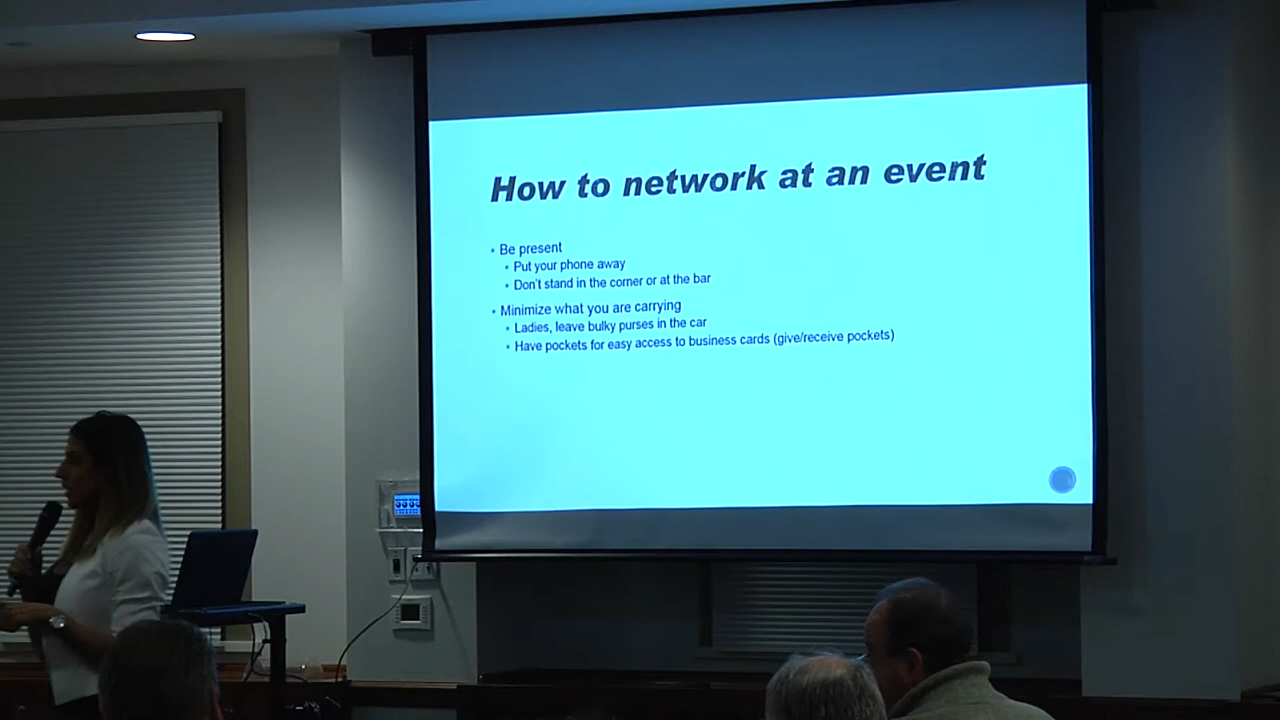 How to network at an event
• Be present
• Put your phone away
• Don't stand in the corner or at the bar
• Minimize what you are carrying
• Ladies, leave bulky purses in the car
• Have pockets for easy access to business cards (give/receive pockets)